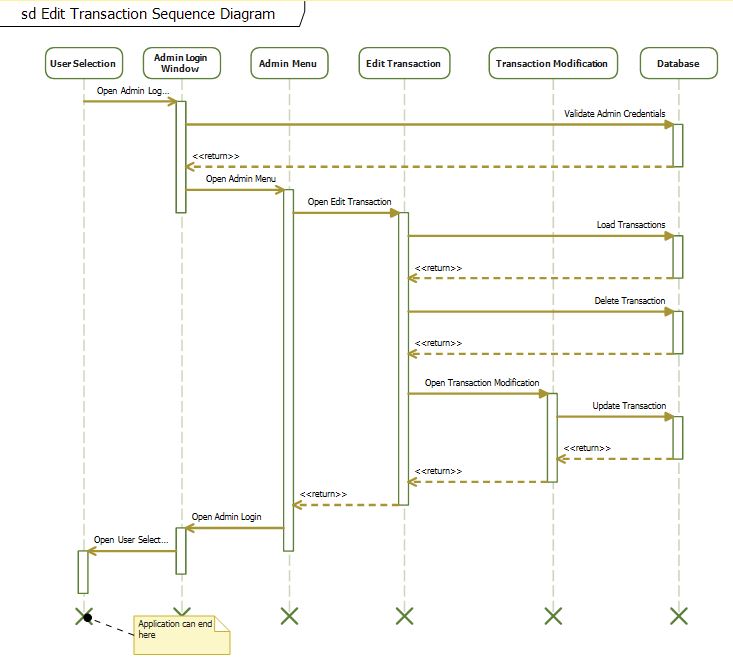 sd Edit Transaction Sequence Diagram
User Selection
Admin Login
Window
Admin Menu
Edit Transaction
Transaction Modification
Database
Open Admin Log...
Validate Admin Credentials
<<return>>
Open Admin Menu
Open Edit Transaction
Load Transactions
<<return>>
Delete Transaction
<<return>>
Open Transaction Modification
Update Transaction
<<return>>
<<return>>
<<return>>
Open Admin Login
Open User Select...
Application can end
here